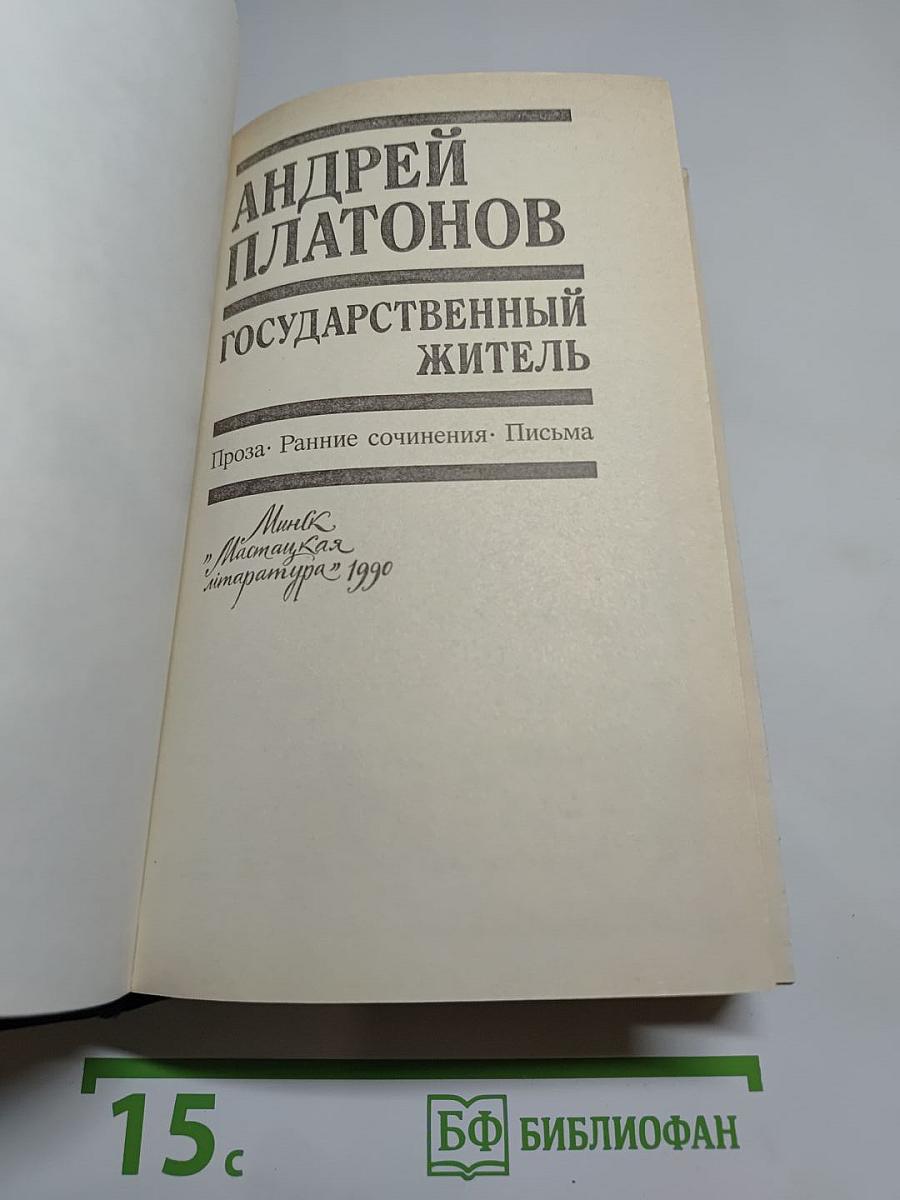 АНДРЕЙ
ПЛАТОНОВ
ГОСУДАРСТВЕННЫЙ
ЖИТЕЛЬ
Проза· Ранние сочинения· Письма
Минск
"Мастацкая
літаратура" 1990
15с
БФ БИБЛИОФАН